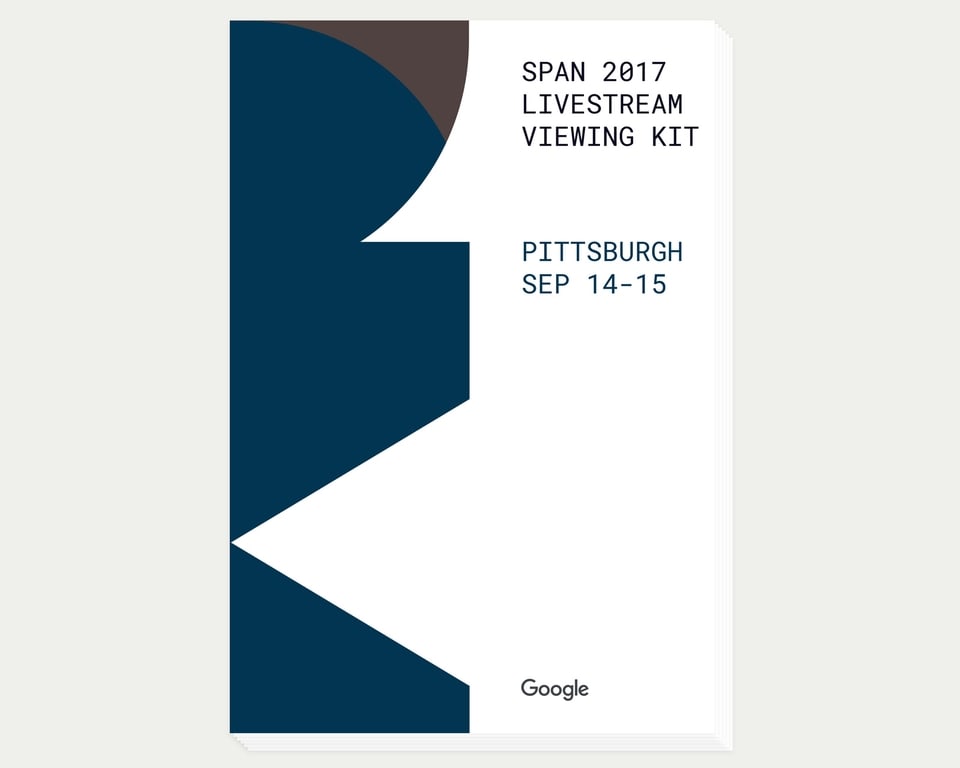 SPAN 2017
LIVESTREAM
VIEWING KIT
PITTSBURGH
SEP 14-15
Google